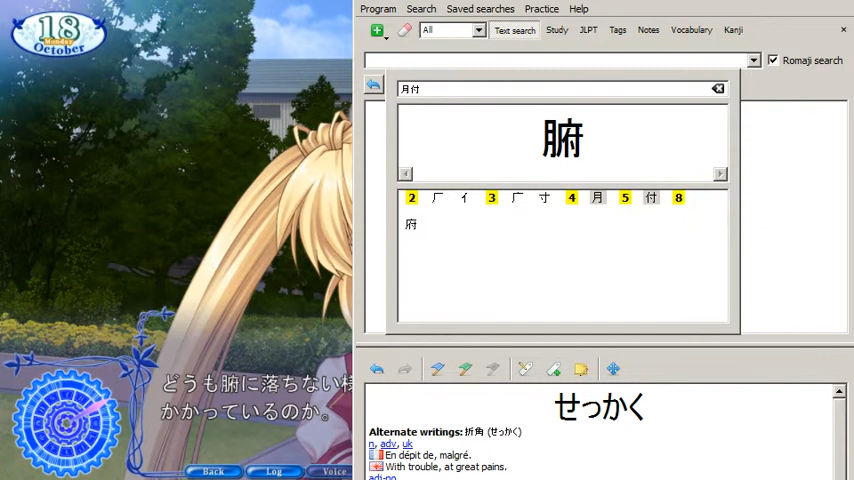 18
Monday
October
どうも腑に落ちない様
かかっているのか。
Back
Log
Voice
Program Search Saved searches Practice Help
All
Text search Study JLPT Tags Notes Vocabulary Kanji
Romaji search
月付
腑
2 厂 亻 3 广 寸 4 月 5 付 8
府
せっかく
Alternate writings: 折角 (せっかく)
n, adv, uk
En dépit de, malgré.
With trouble, at great pains.
adj-no